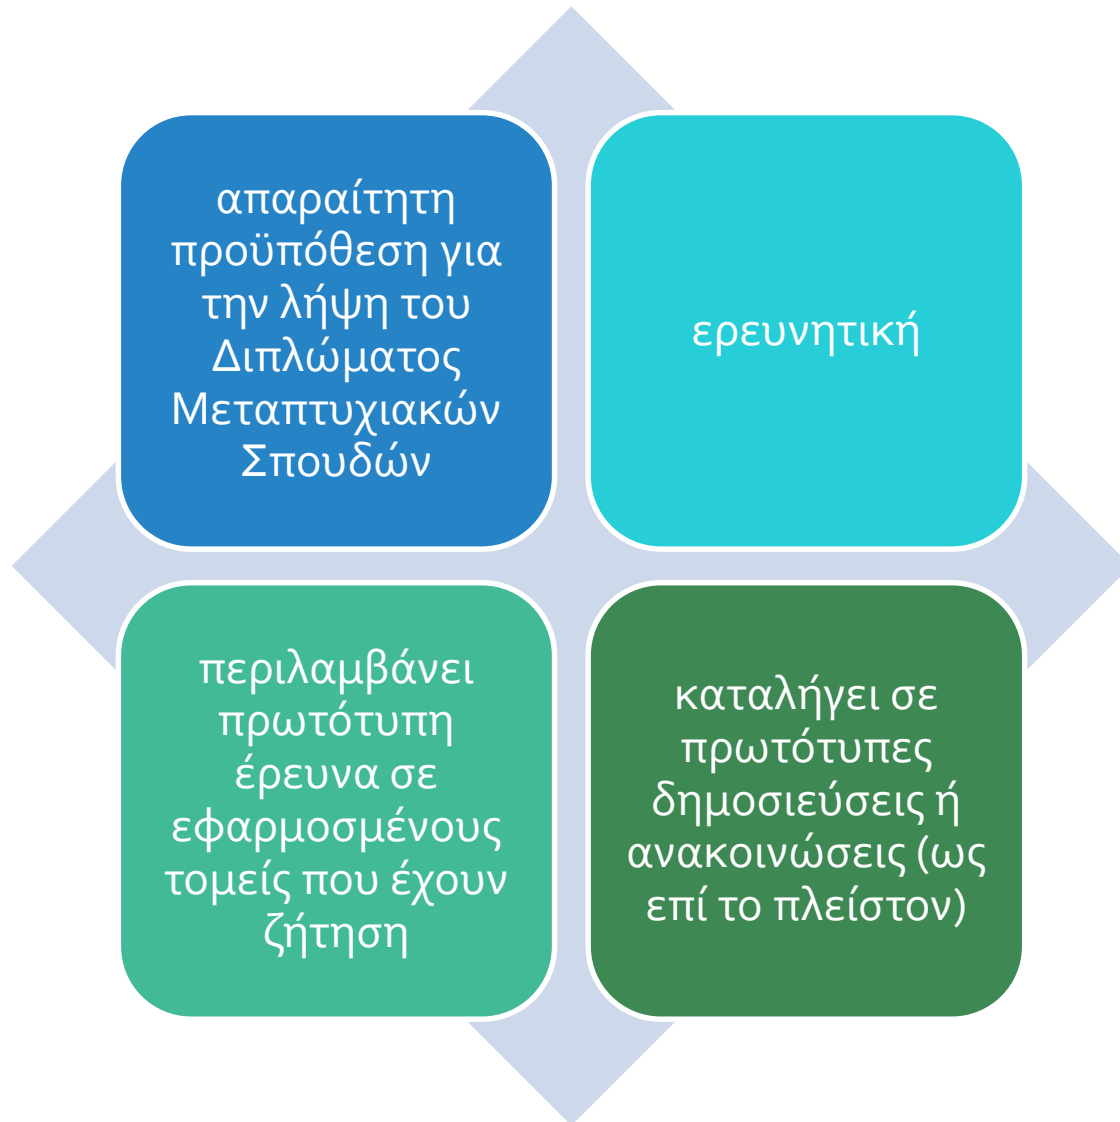 απαραίτητη
προϋπόθεση για
την λήψη του
Διπλώματος
Μεταπτυχιακών
Σπουδών
ερευνητική
περιλαμβάνει
πρωτότυπη
έρευνα σε
εφαρμοσμένους
τομείς που έχουν
ζήτηση
καταλήγει σε
πρωτότυπες
δημοσιεύσεις ή
ανακοινώσεις (ως
επί το πλείστον)